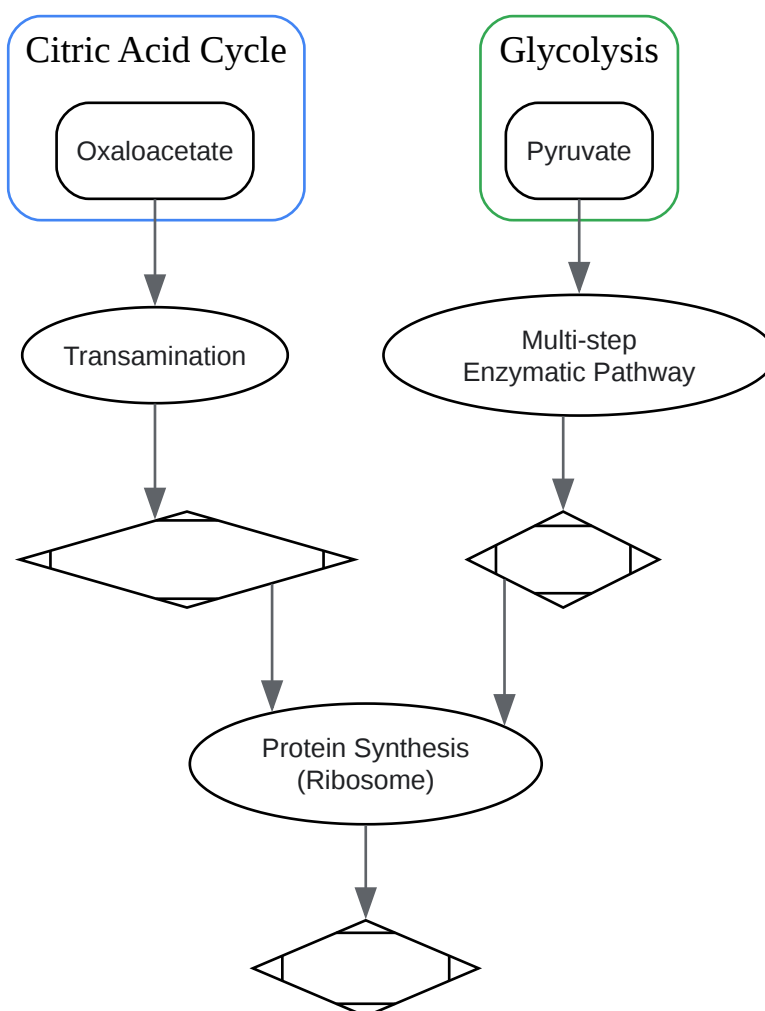 Citric Acid Cycle
Glycolysis
Oxaloacetate
Pyruvate
Transamination
Multi-step
Enzymatic Pathway
Protein Synthesis
(Ribosome)